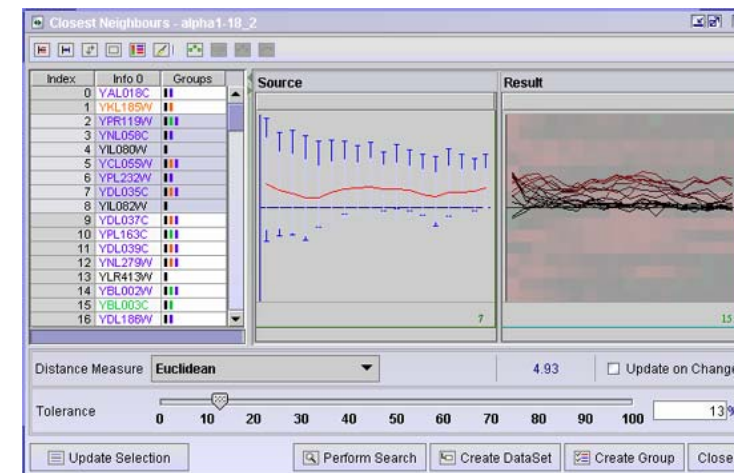 Closest Neighbours - alpha1-18_2
Index Info 0 Groups
0 YAL018C
1 YKL185W
2 YPR119W
3 YNL058C
4 YIL080W
5 YCL055W
6 YPL232W
7 YDL035C
8 YIL082W
9 YDL037C
10 YPL163C
11 YDL039C
12 YNL279W
13 YLR413W
14 YBL002W
15 YBL003C
16 YDL186W
Source
7
Result
15
Distance Measure Euclidean 4.93 Update on Change
Tolerance 0 10 20 30 40 50 60 70 80 90 100 13%
Update Selection Perform Search Create DataSet Create Group Close